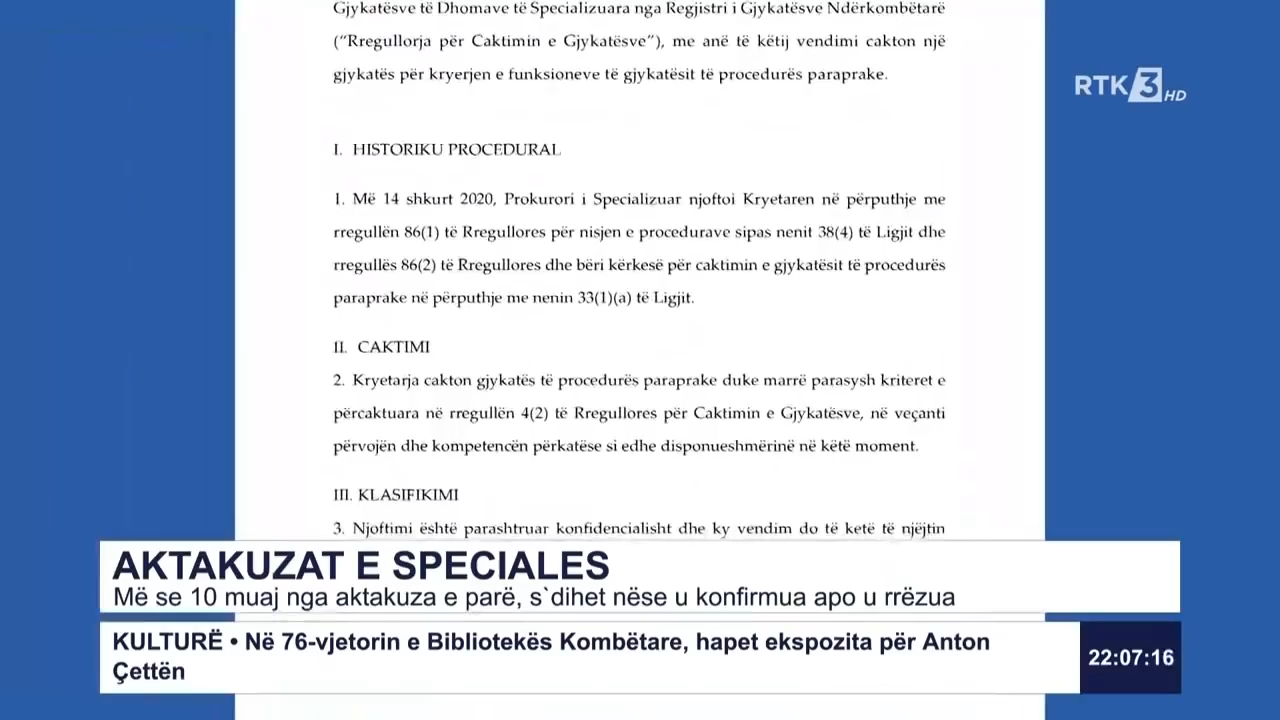 Gjykatësve të Dhomave të Specializuara nga Regjistri i Gjykatësve Ndërkombëtarë
(“Rregullorja për Caktimin e Gjykatësve”), me anë të këtij vendimi cakton një
gjykatës për kryerjen e funksioneve të gjykatësit të procedurës paraprake.
RTK 3 HD
I. HISTORIKU PROCEDURAL
1. Më 14 shkurt 2020, Prokurori i Specializuar njoftoi Kryetaren në përputhje me
rregullën 86(1) të Rregullores për nisjen e procedurave sipas nenit 38(4) të Ligjit dhe
rregullës 86(2) të Rregullores dhe bëri kërkesë për caktimin e gjykatësit të procedurës
paraprake në përputhje me nenin 33(1)(a) të Ligjit.
II. CAKTIMI
2. Kryetarja cakton gjykatës të procedurës paraprake duke marrë parasysh kriteret e
përcaktuara në rregullën 4(2) të Rregullores për Caktimin e Gjykatësve, në veçanti
përvojën dhe kompetencën përkatëse si edhe disponueshmërinë në këtë moment.
III. KLASIFIKIMI
3. Njoftimi është parashtruar konfidencialisht dhe ky vendim do të ketë të njëjtin
AKTAKUZAT E SPECIALES
Më se 10 muaj nga aktakuza e parë, s`dihet nëse u konfirmua apo u rrëzua
KULTURË • Në 76-vjetorin e Bibliotekës Kombëtare, hapet ekspozita për Anton
Çettën
22:07:16